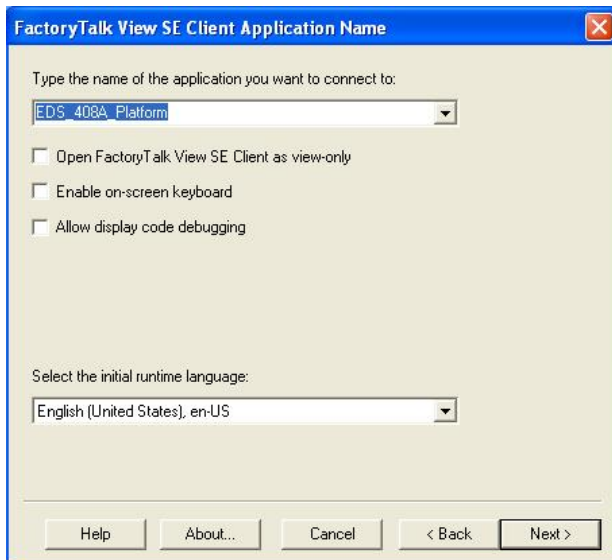 FactoryTalk View SE Client Application Name
Type the name of the application you want to connect to:
EDS_408A_Platform
Open FactoryTalk View SE Client as view-only
Enable on-screen keyboard
Allow display code debugging
Select the initial runtime language:
English (United States), en-US
Help About... Cancel < Back Next >